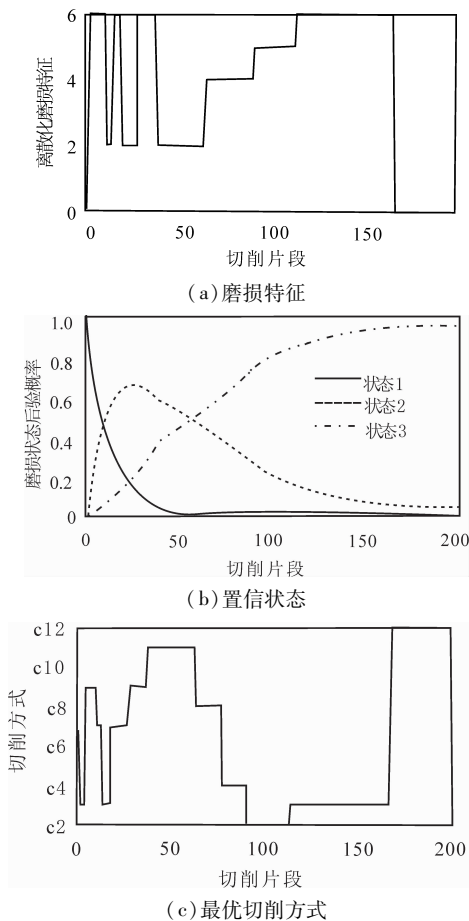 6
4
2
0
离散化磨损特征
0 50 100 150
切削片段
(a)磨损特征
1.0
0.8
0.6
0.4
0.2
0
磨损状态后验概率
状态1
状态2
状态3
0 50 100 150 200
切削片段
(b)置信状态
c12
c10
c8
c6
c4
c2
切削方式
0 50 100 150 200
切削片段
(c)最优切削方式